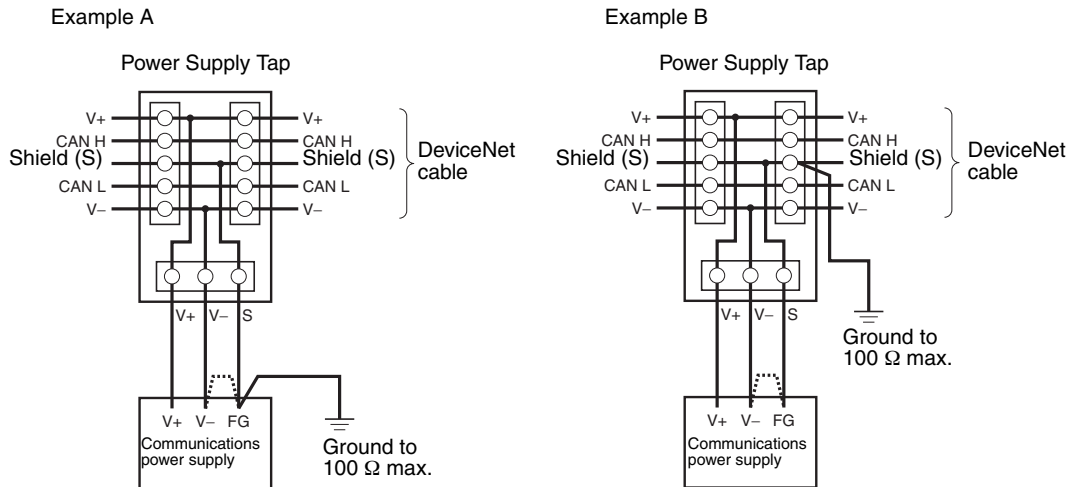 Example A
Power Supply Tap
V+
V+
CAN H
CAN H
Shield (S)
Shield (S)
CAN L
CAN L
V−
V−
DeviceNet
cable
V+
V−
S
V+
V−
FG
Communications
power supply
Ground to
100 Ω max.
Example B
Power Supply Tap
V+
V+
CAN H
CAN H
Shield (S)
Shield (S)
CAN L
CAN L
V−
V−
DeviceNet
cable
V+
V−
S
Ground to
100 Ω max.
V+
V−
FG
Communications
power supply